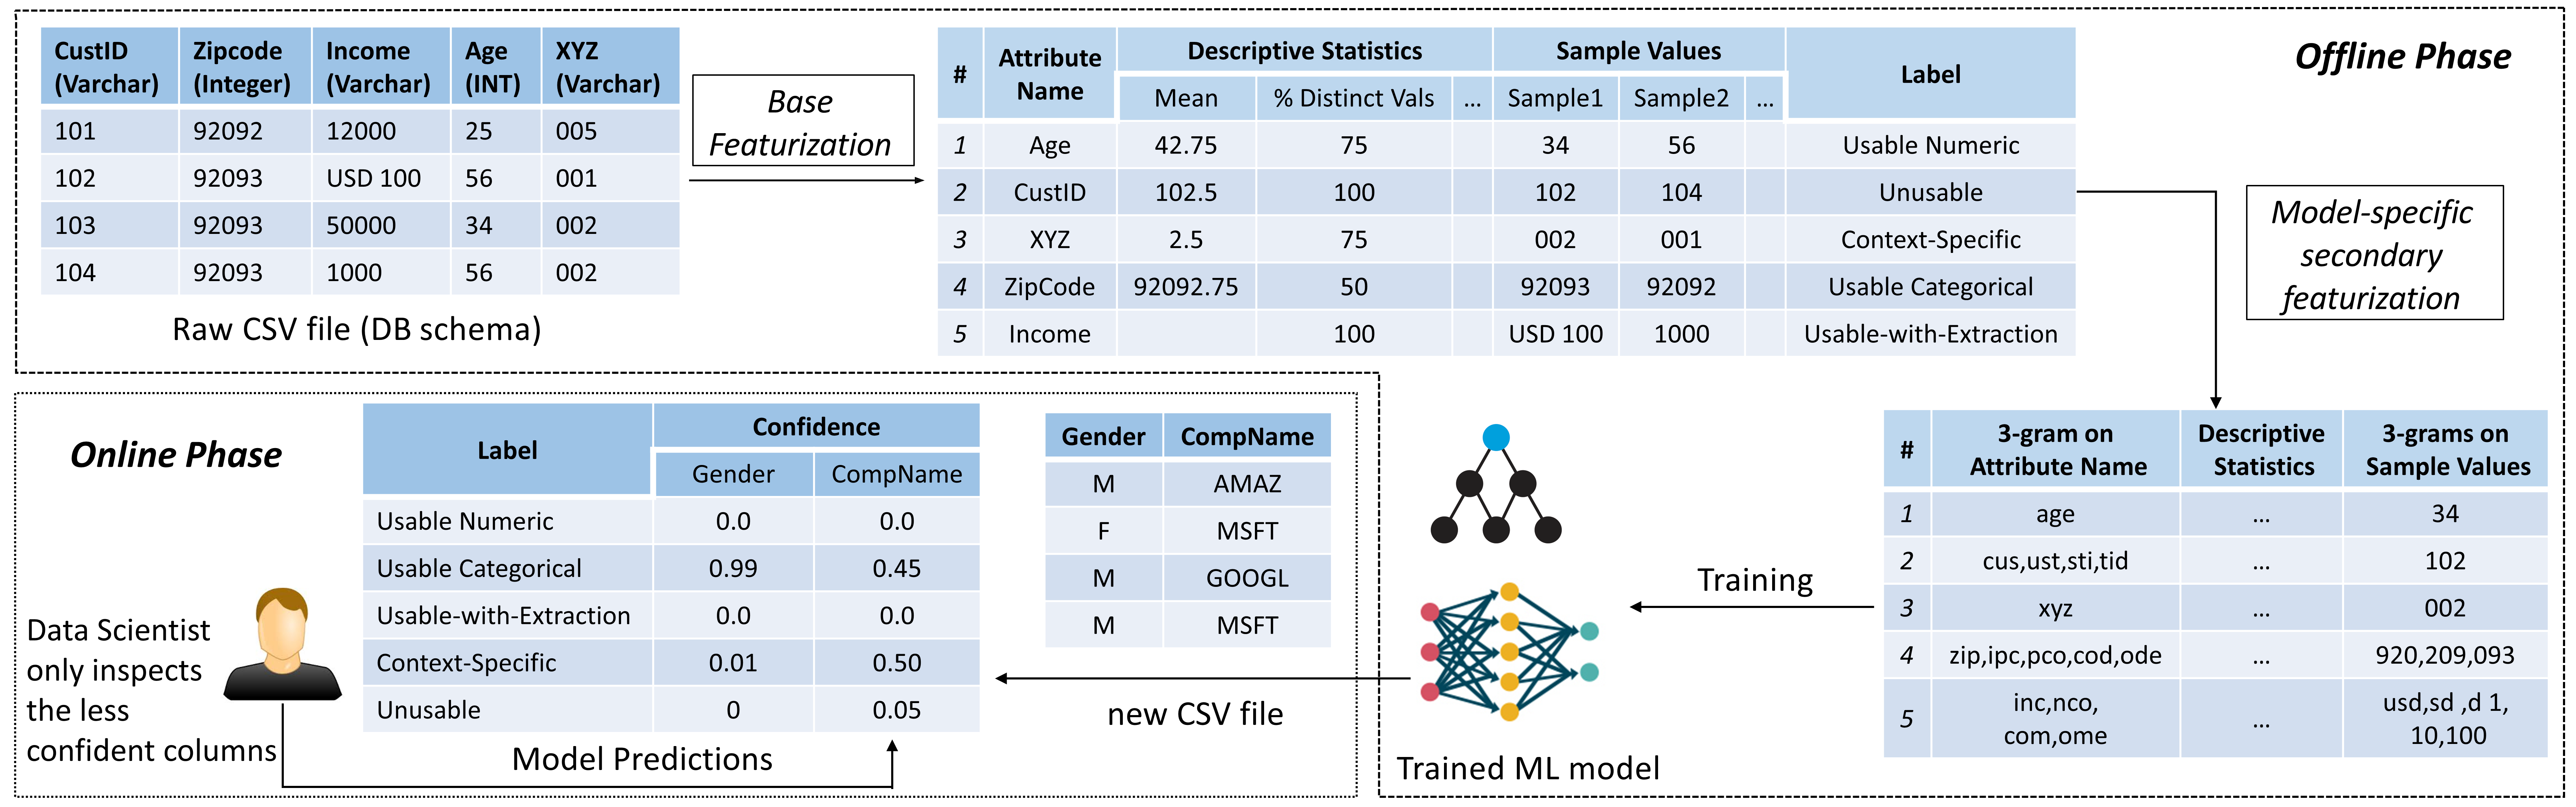 CustID Zipcode Income Age XYZ
(Varchar) (Integer) (Varchar) (INT) (Varchar)
101 92092 12000 25 005
102 92093 USD 100 56 001
103 92093 50000 34 002
104 92093 1000 56 002
Raw CSV file (DB schema)
Base
Featurization
# Attribute Name Descriptive Statistics Sample Values Label
Mean % Distinct Vals ... Sample1 Sample2 ...
1 Age 42.75 75 34 56 Usable Numeric
2 CustID 102.5 100 102 104 Unusable
3 XYZ 2.5 75 002 001 Context-Specific
4 ZipCode 92092.75 50 92093 92092 Usable Categorical
5 Income 100 USD 100 1000 Usable-with-Extraction
Offline Phase
Model-specific
secondary
featurization
# 3-gram on Descriptive 3-grams on
Attribute Name Statistics Sample Values
1 age ... 34
2 cus,ust,sti,tid ... 102
3 xyz ... 002
4 zip,ipc,pco,cod,ode ... 920,209,093
5 inc,nco, ... usd,sd ,d 1,
com,ome 10,100
Training
Trained ML model
new CSV file
Gender CompName
M AMAZ
F MSFT
M GOOGL
M MSFT
Online Phase
Label Confidence
Gender CompName
Usable Numeric 0.0 0.0
Usable Categorical 0.99 0.45
Usable-with-Extraction 0.0 0.0
Context-Specific 0.01 0.50
Unusable 0 0.05
Model Predictions
Data Scientist
only inspects
the less
confident columns